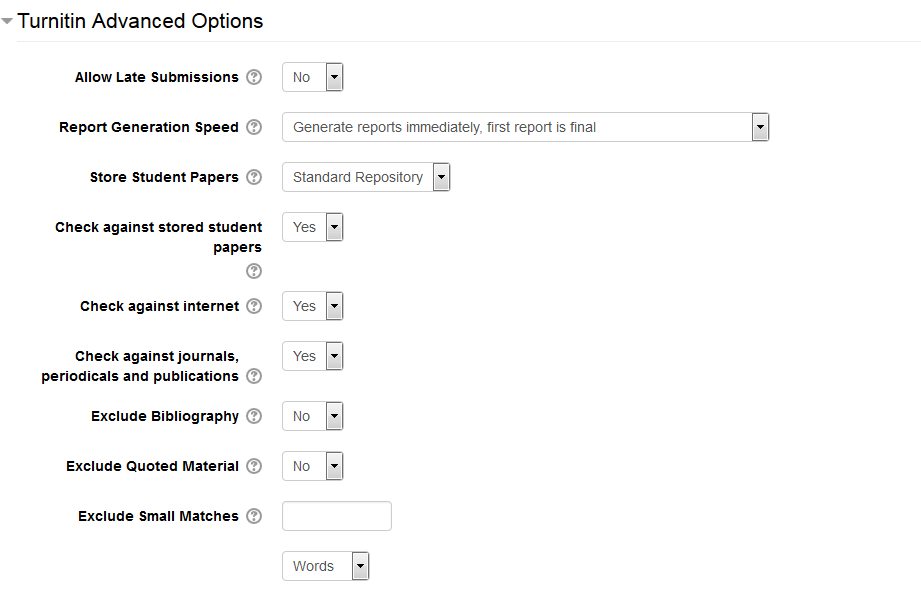 Turnitin Advanced Options
Allow Late Submissions ? No
Report Generation Speed ? Generate reports immediately, first report is final
Store Student Papers ? Standard Repository
Check against stored student papers ? Yes
Check against internet ? Yes
Check against journals, periodicals and publications ? Yes
Exclude Bibliography ? No
Exclude Quoted Material ? No
Exclude Small Matches ?
Words